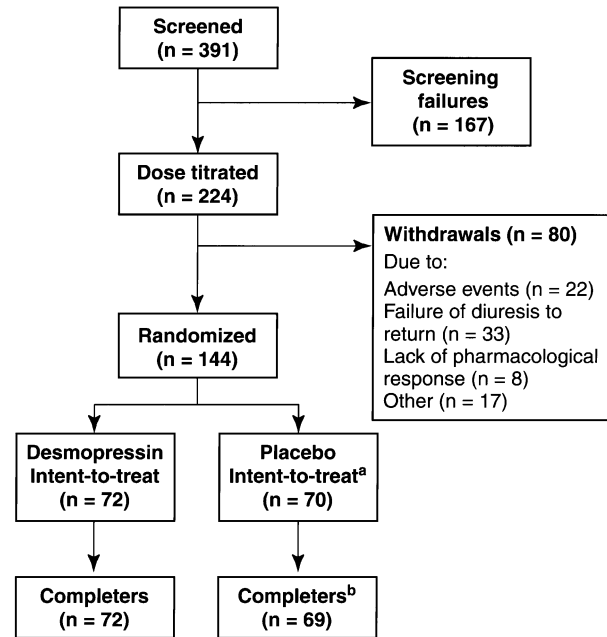 Screened
(n = 391)
Screening
failures
(n = 167)
Dose titrated
(n = 224)
Withdrawals (n = 80)
Due to:
Adverse events (n = 22)
Failure of diuresis to
return (n = 33)
Lack of pharmacological
response (n = 8)
Other (n = 17)
Randomized
(n = 144)
Desmopressin
Intent-to-treat
(n = 72)
Placebo
Intent-to-treatᵃ
(n = 70)
Completers
(n = 72)
Completersᵇ
(n = 69)